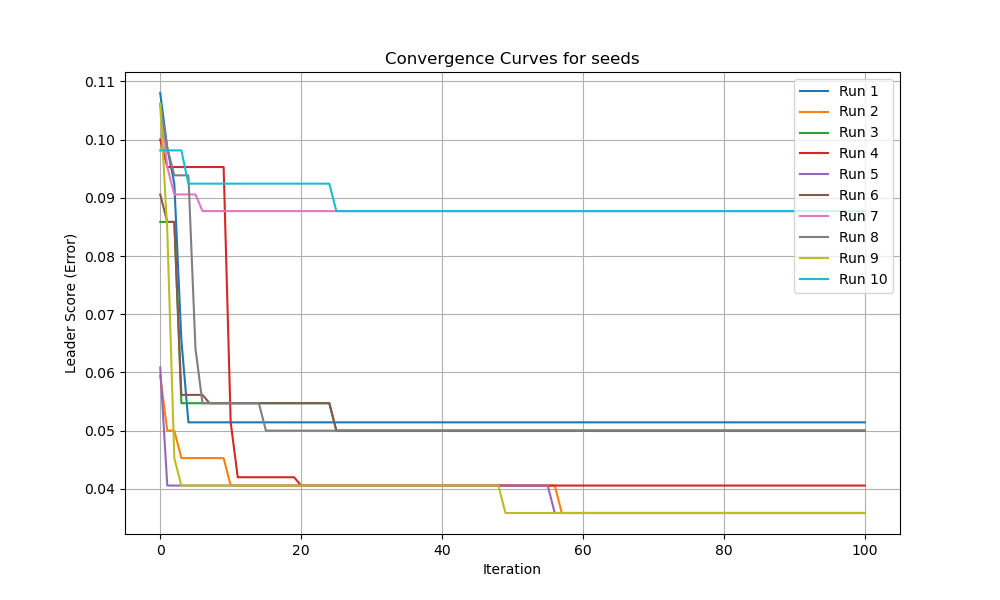 Convergence Curves for seeds
Leader Score (Error)
0.11
0.10
0.09
0.08
0.07
0.06
0.05
0.04
0
20
40
60
80
100
Iteration
Run 1
Run 2
Run 3
Run 4
Run 5
Run 6
Run 7
Run 8
Run 9
Run 10